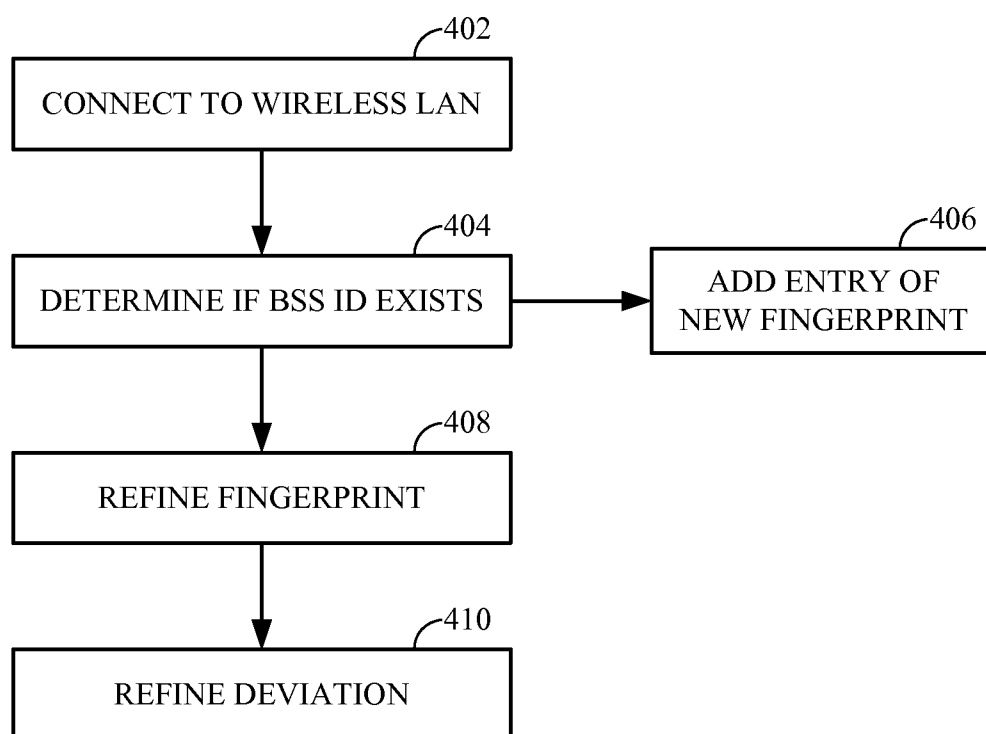 402
CONNECT TO WIRELESS LAN
404
DETERMINE IF BSS ID EXISTS
406
ADD ENTRY OF
NEW FINGERPRINT
408
REFINE FINGERPRINT
410
REFINE DEVIATION